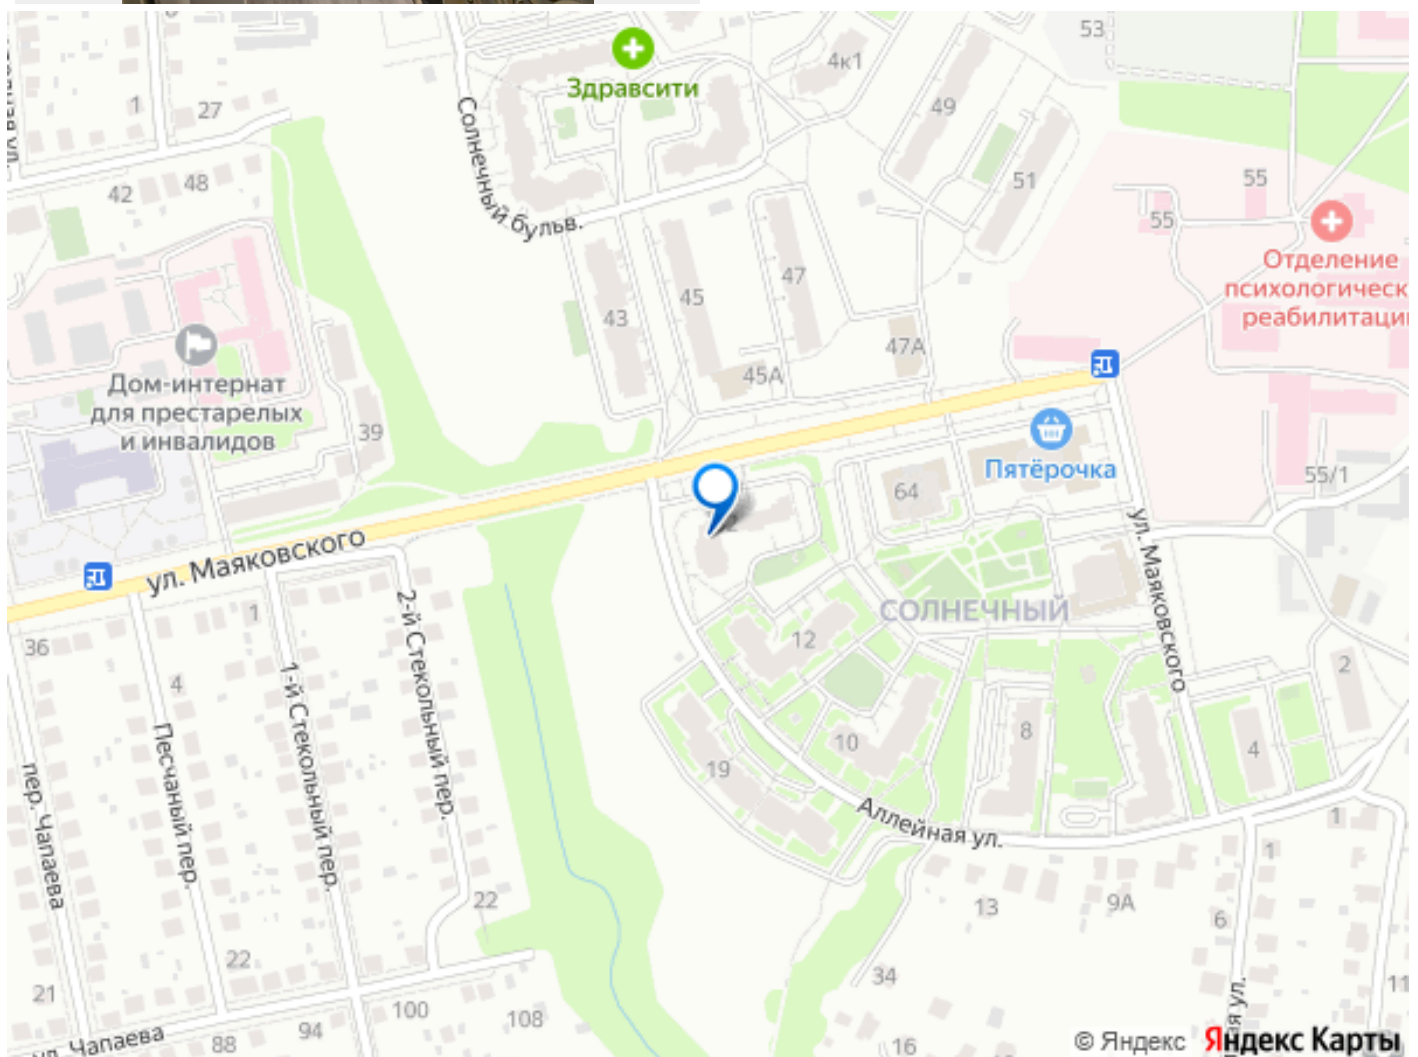 53
4к1
Здравсити
1
27
49
Солнечный бульв.
42
48
51
55
55
Отделение
психологическ
реабилитаци
47
45
43
47А
45А
Дом-интернат
для престарелых
и инвалидов
39
Пятёрочка
64
55/1
ул. Маяковского
ул. Маяковского
2-й Стекольный пер.
1-й Стекольный пер.
Песчаный пер.
пер. Чапаева
36
1
4
СОЛНЕЧНЫЙ
12
2
4
8
10
19
Аллейная ул.
1
1
22
13
9А
6
22
34
21
100
108
94
88
ул. Чапаева
16
11
ая ул.
© Яндекс Яндекс Карты